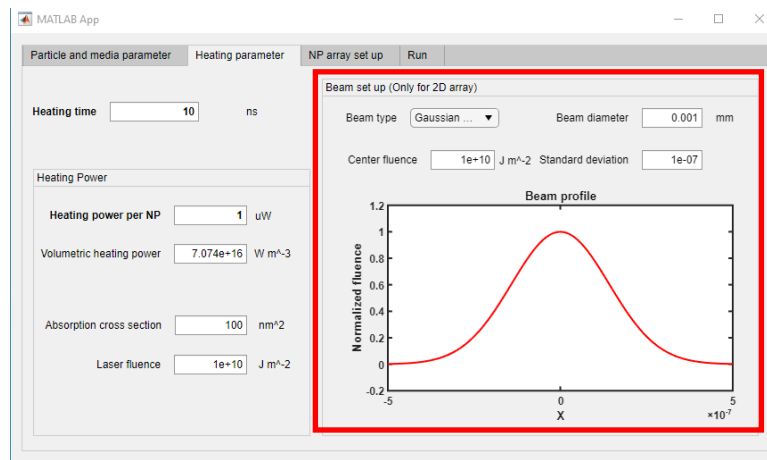 MATLAB App
Particle and media parameter Heating parameter NP array set up Run
Heating time 10 ns
Heating Power
Heating power per NP 1 uW
Volumetric heating power 7.074e+16 W m^-3
Absorption cross section 100 nm^2
Laser fluence 1e+10 J m^-2
Beam set up (Only for 2D array)
Beam type Gaussian ... Beam diameter 0.001 mm
Center fluence 1e+10 J m^-2 Standard deviation 1e-07
Beam profile
Normalized fluence
1.2
1
0.8
0.6
0.4
0.2
0
-0.2
-5 0 5
X ×10-7